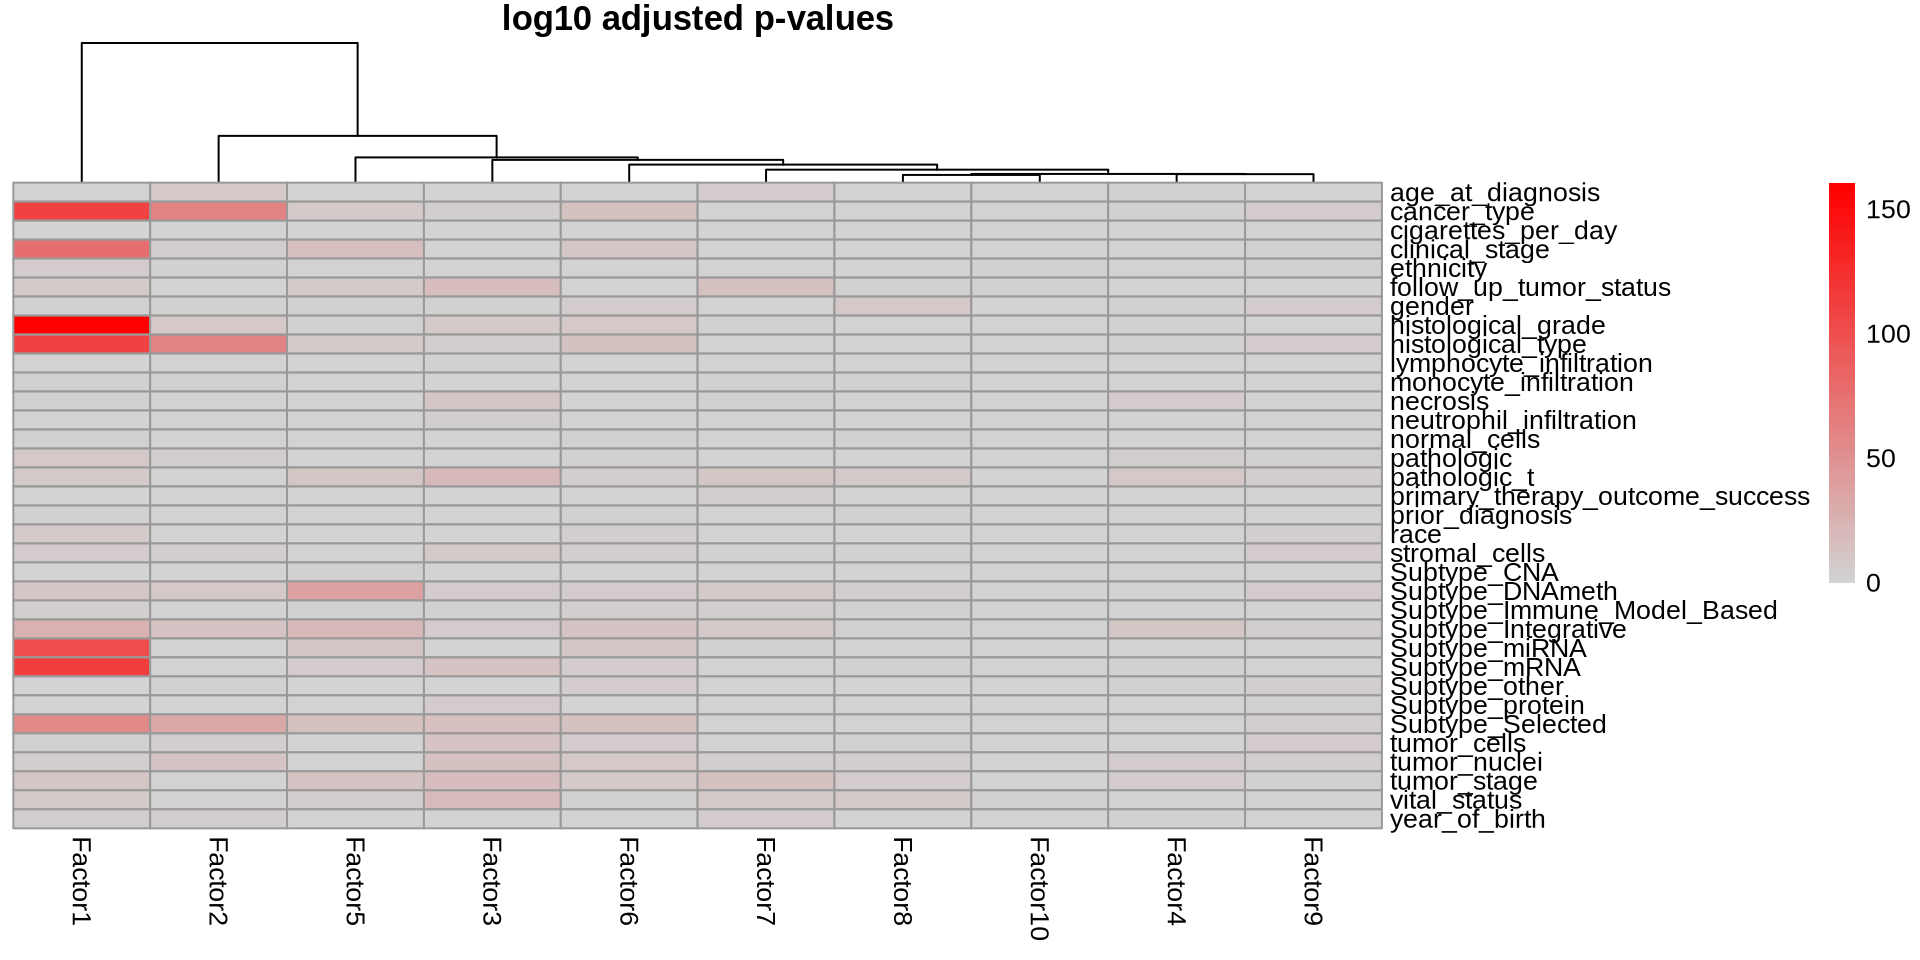 log10 adjusted p-values
age_at_diagnosis
cancer_type
cigarettes_per_day
clinical_stage
ethnicity
follow_up_tumor_status
gender
histological_grade
histological_type
lymphocyte_infiltration
monocyte_infiltration
necrosis
neutrophil_infiltration
normal_cells
pathologic
pathologic_t
primary_therapy_outcome_success
prior_diagnosis
race
stromal_cells
Subtype_CNA
Subtype_DNAmeth
Subtype_Immune_Model_Based
Subtype_Integrative
Subtype_miRNA
Subtype_mRNA
Subtype_other
Subtype_protein
Subtype_Selected
tumor_cells
tumor_nuclei
tumor_stage
vital_status
year_of_birth
150
100
50
0
Factor1
Factor2
Factor5
Factor3
Factor6
Factor7
Factor8
Factor10
Factor4
Factor9